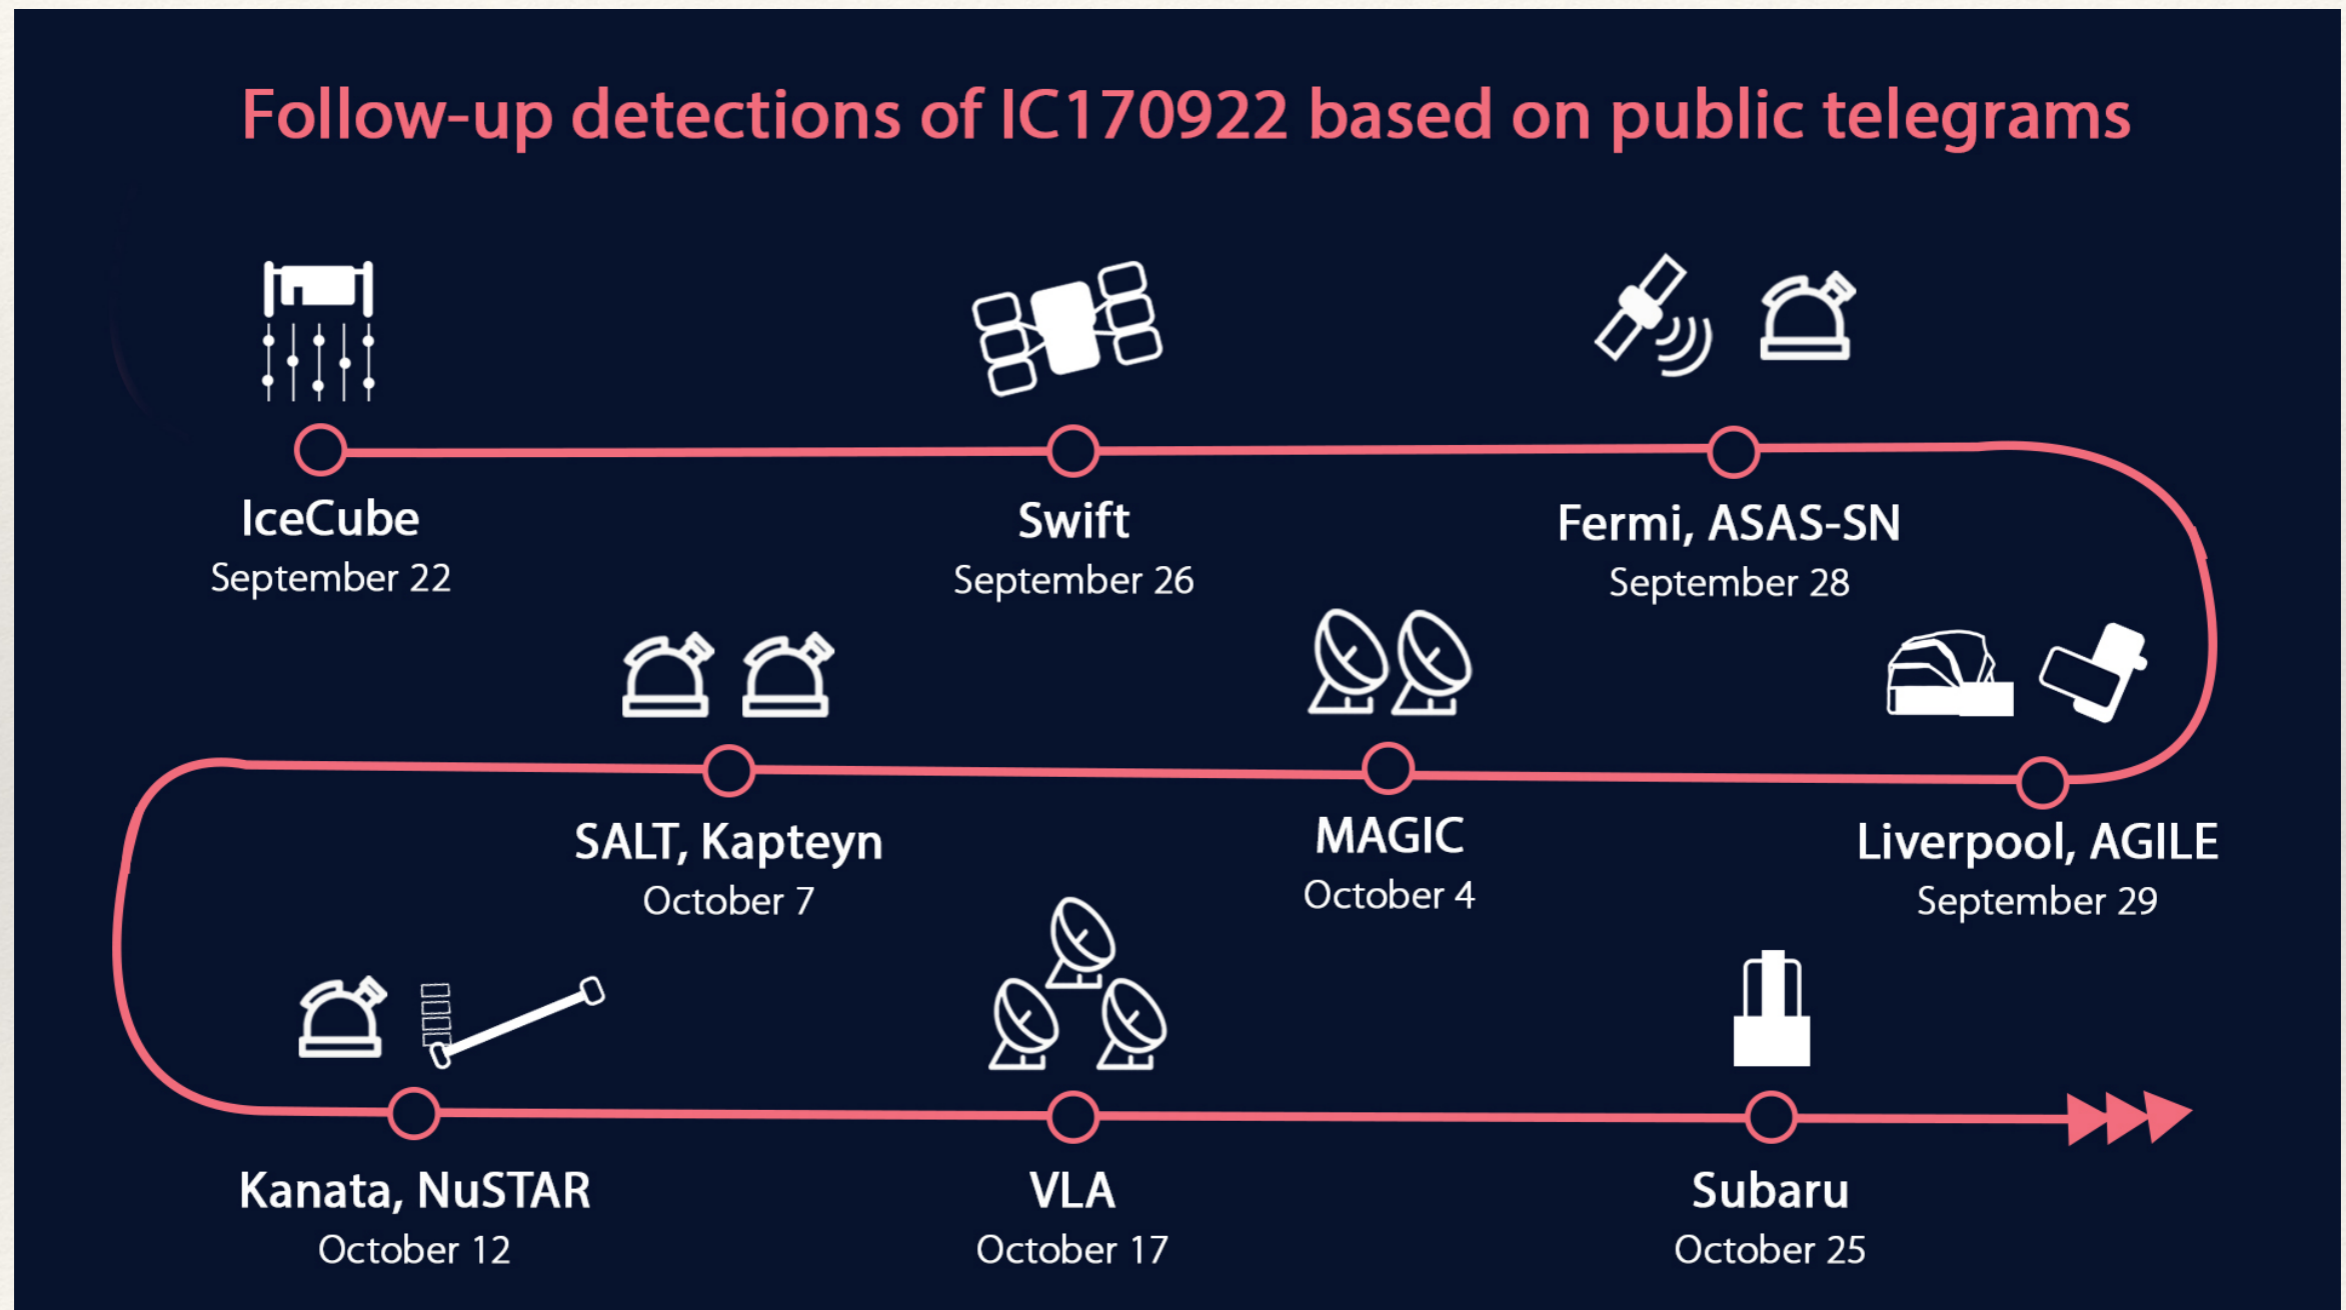 Follow-up detections of IC170922 based on public telegrams
IceCube
September 22
Swift
September 26
Fermi, ASAS-SN
September 28
Liverpool, AGILE
September 29
MAGIC
October 4
SALT, Kapteyn
October 7
Kanata, NuSTAR
October 12
VLA
October 17
Subaru
October 25